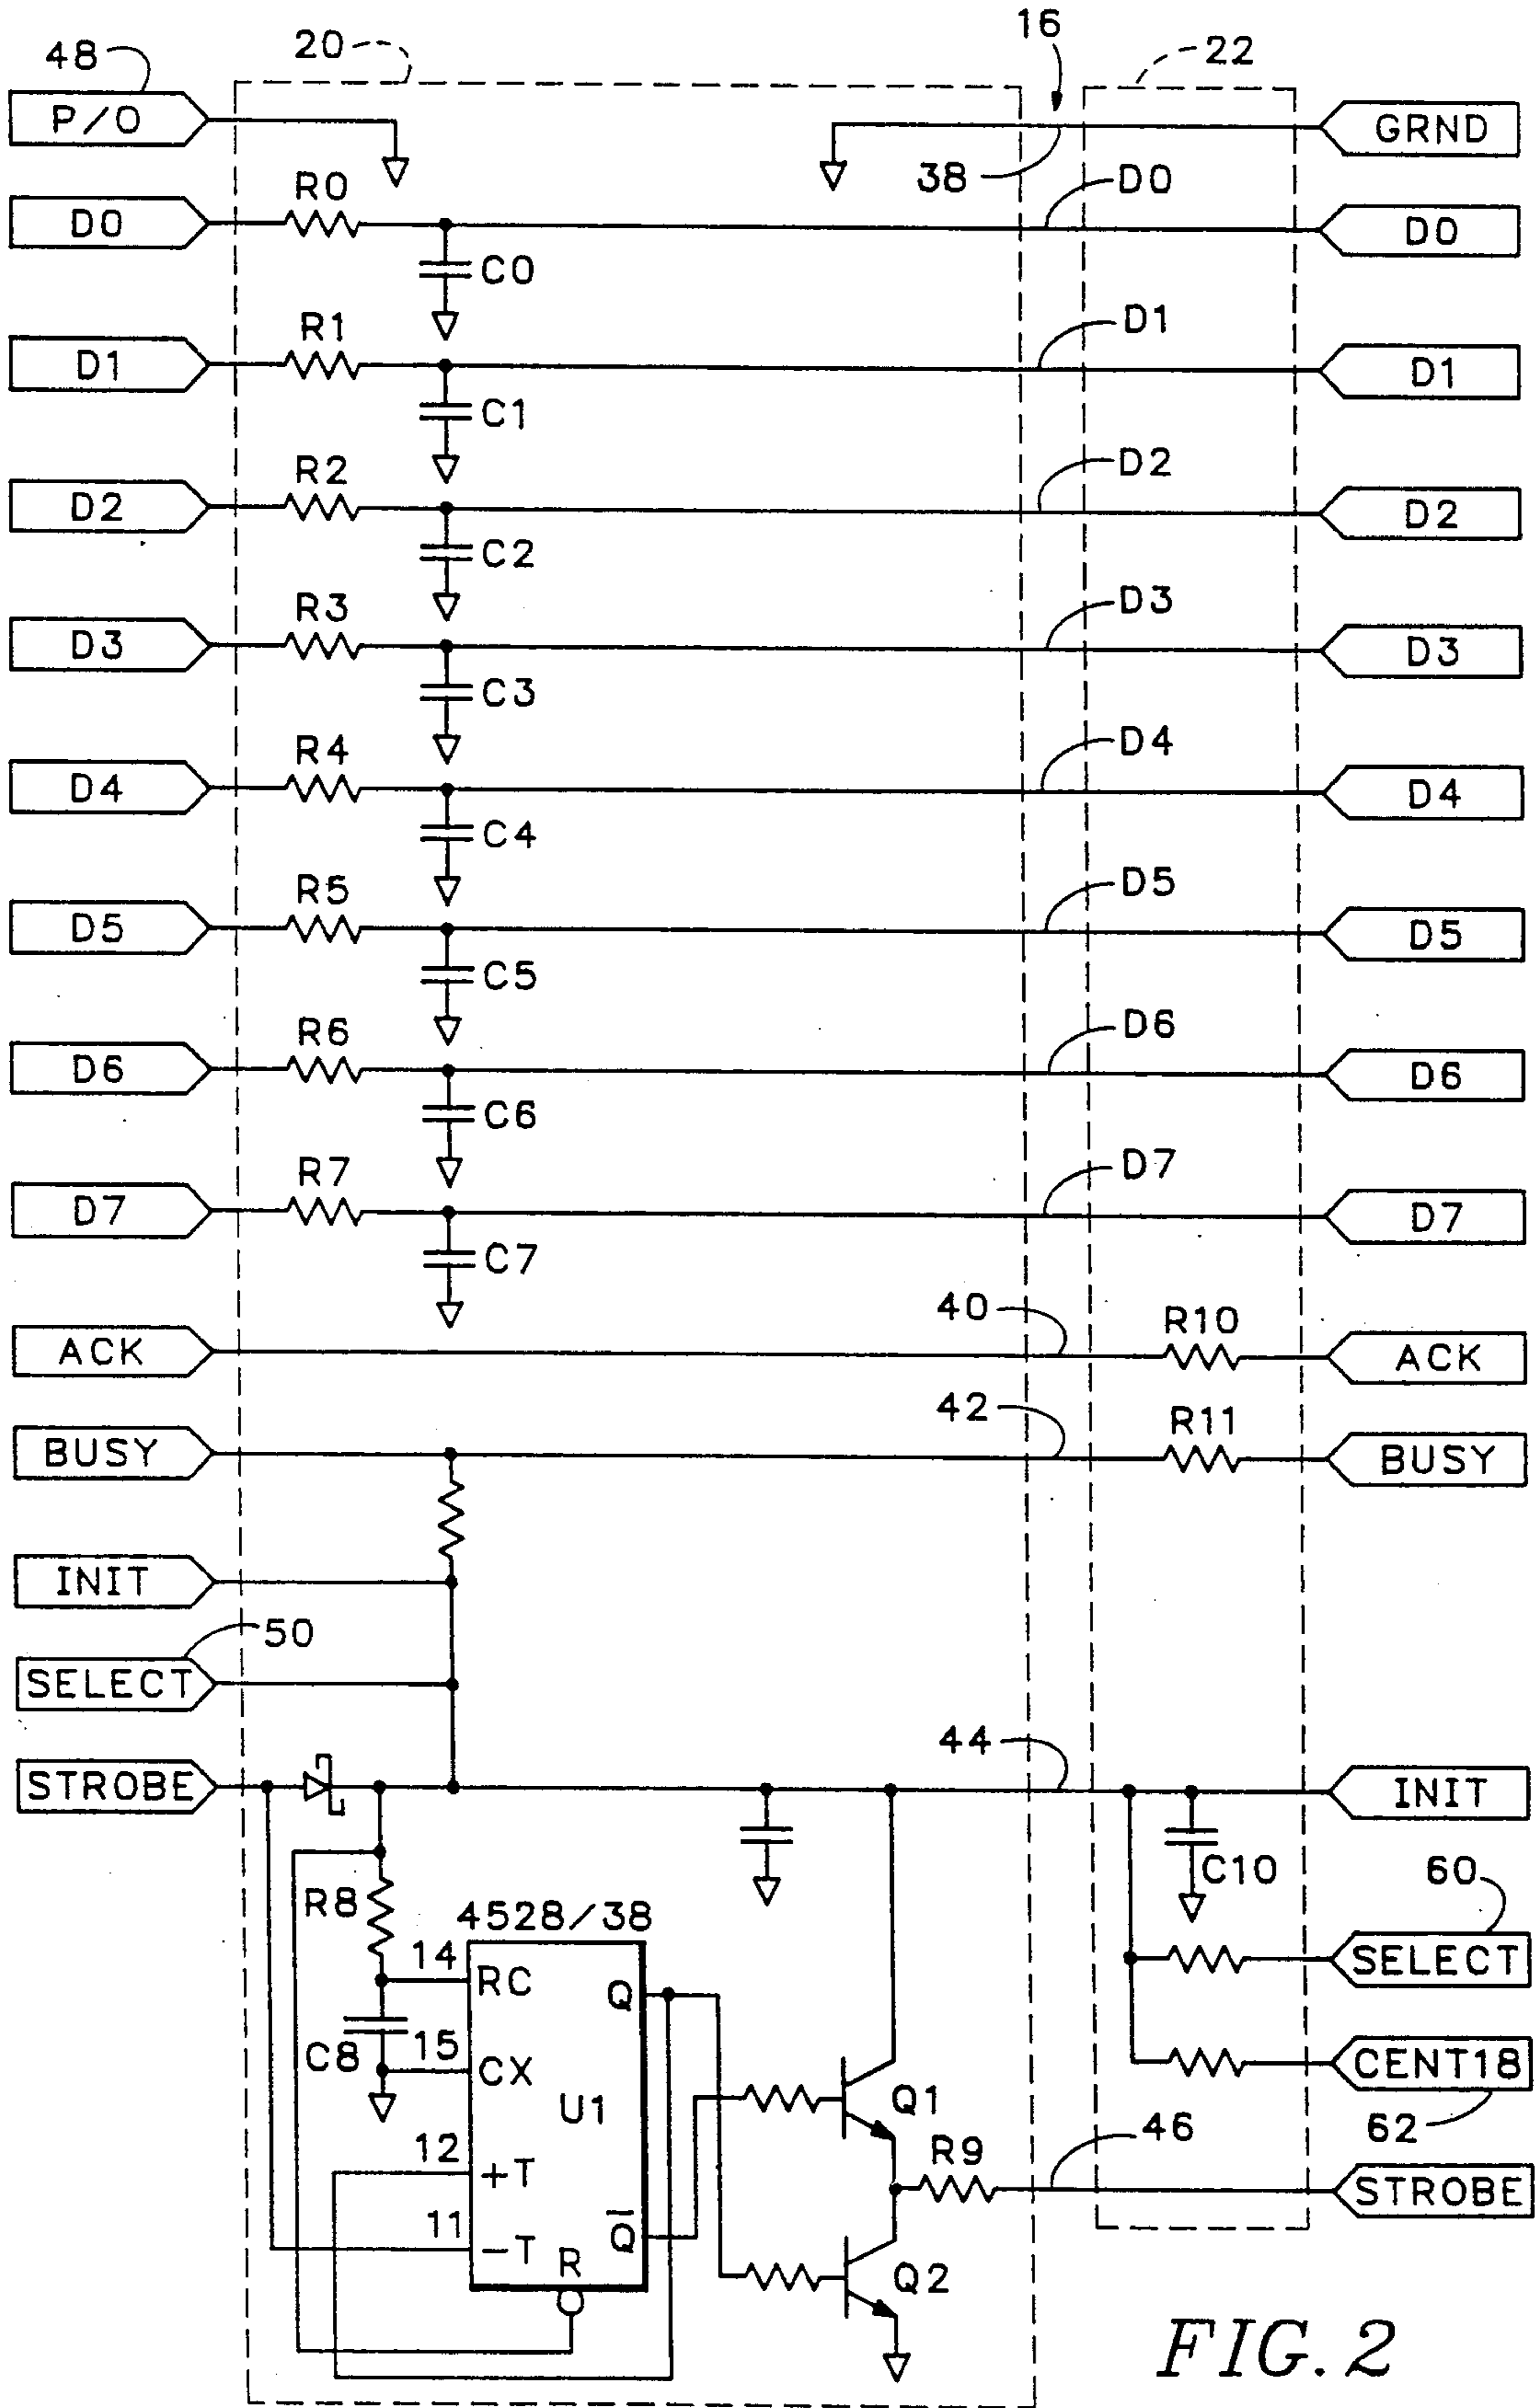 16
48
20
22
P/O
GRND
38
D0
R0
D0
D0
C0
D1
R1
D1
D1
C1
D2
R2
D2
D2
C2
D3
R3
D3
D3
C3
D4
R4
D4
D4
C4
D5
R5
D5
D5
C5
D6
R6
D6
D6
C6
D7
R7
D7
D7
C7
40
R10
ACK
ACK
42
R11
BUSY
BUSY
INIT
50
SELECT
44
STROBE
INIT
C10
60
R8
4528/38
14
RC
Q
SELECT
C8
15
CX
U1
CENT18
Q1
62
12
+T
R9
46
STROBE
11
-T
R
Q̅
Q2
FIG. 2